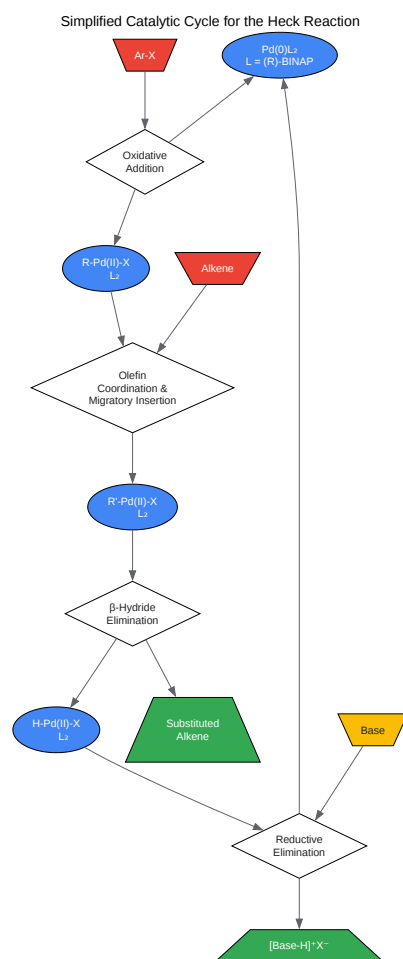 Simplified Catalytic Cycle for the Heck Reaction
Ar-X
Pd(0)L₂
L = (R)-BINAP
Oxidative
Addition
R-Pd(II)-X
L₂
Alkene
Olefin
Coordination &
Migratory Insertion
R'-Pd(II)-X
L₂
β-Hydride
Elimination
H-Pd(II)-X
L₂
Substituted
Alkene
Base
Reductive
Elimination
[Base-H]⁺X⁻